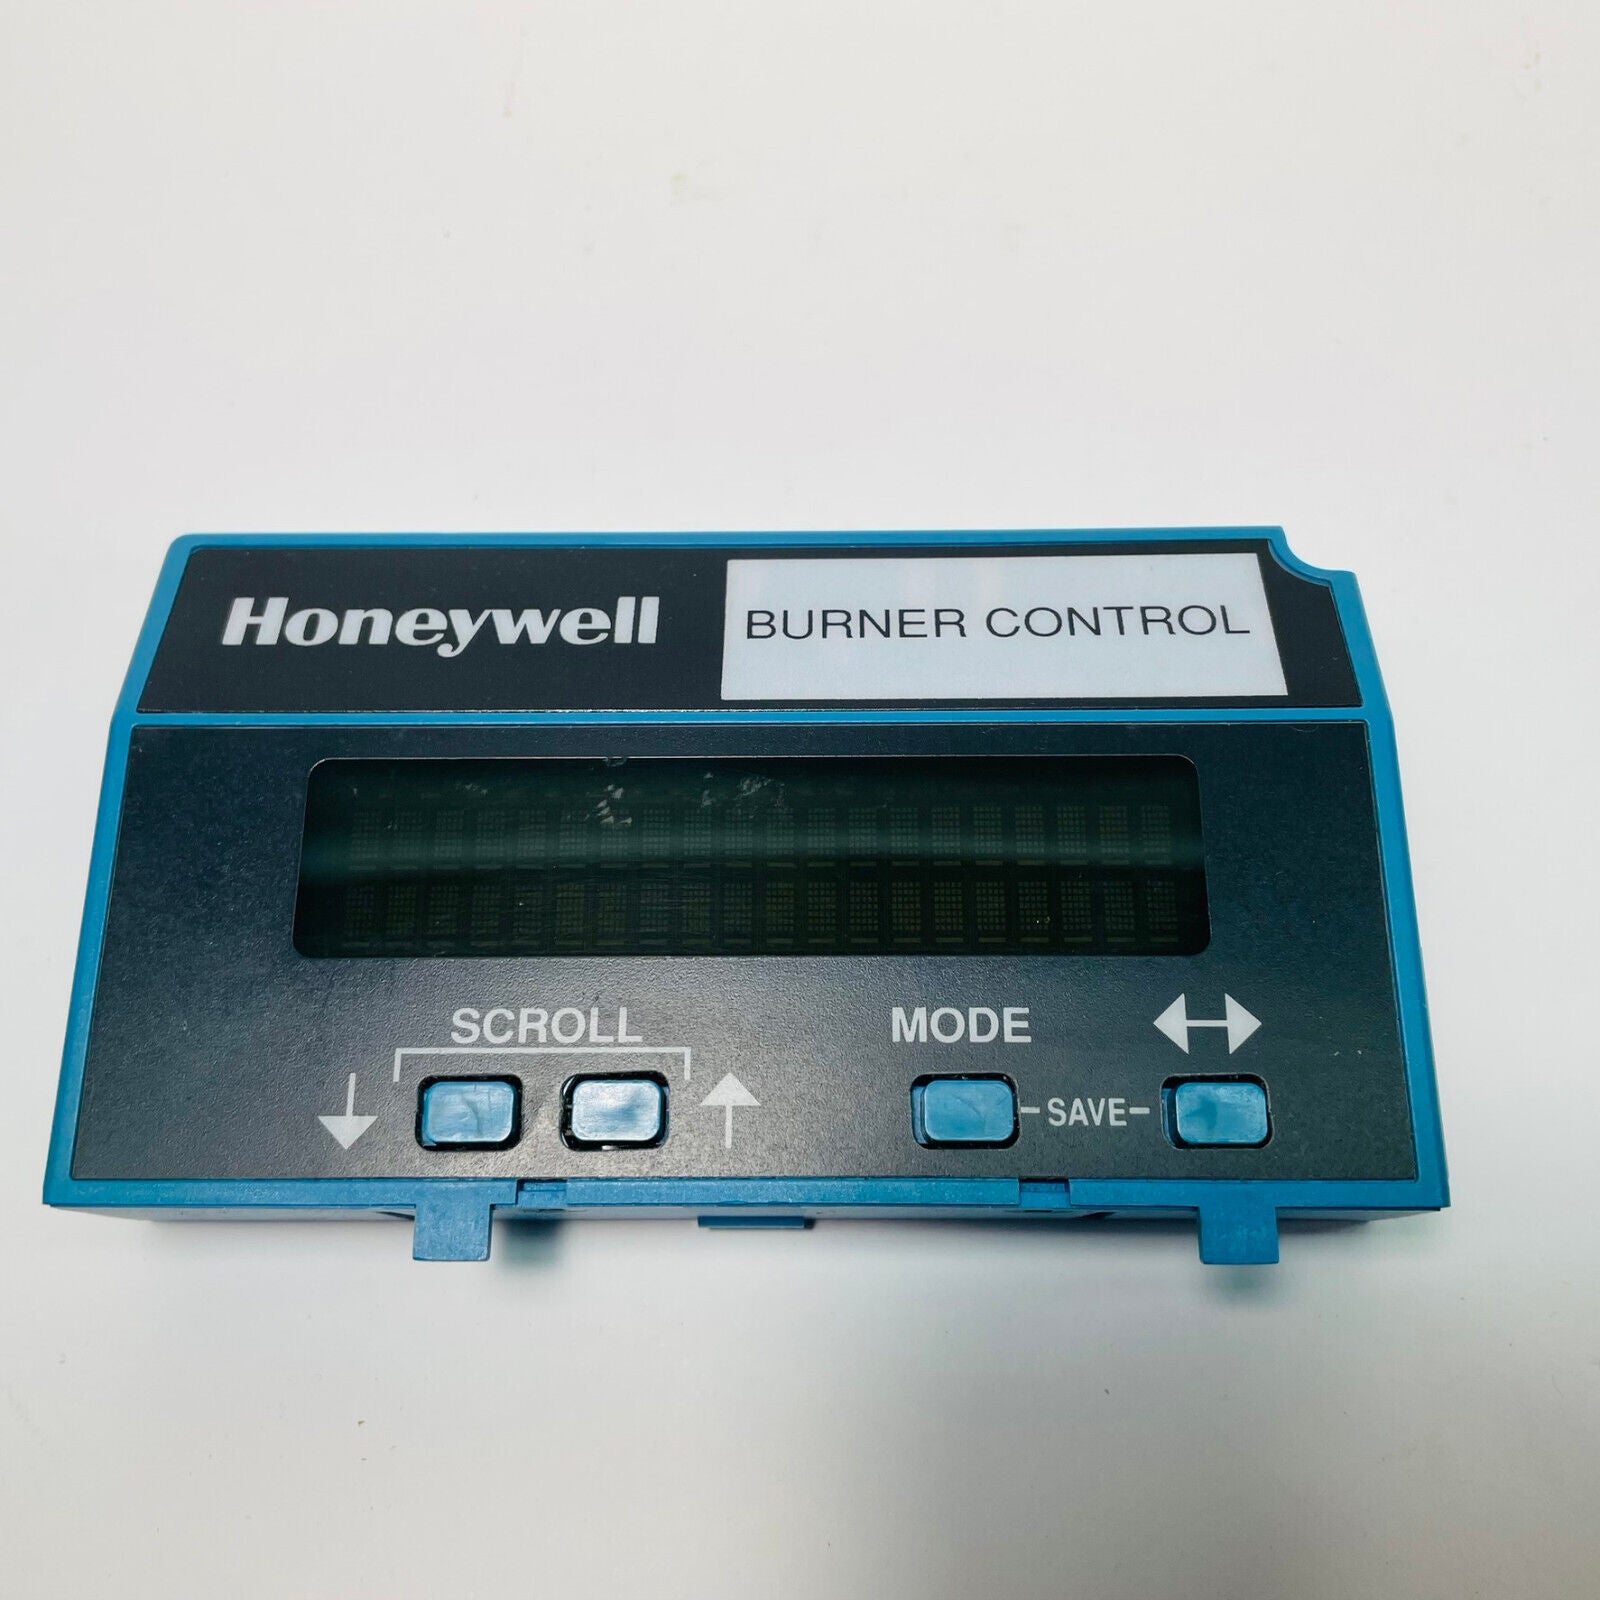 Honeywell
BURNER CONTROL
SCROLL
MODE
-SAVE-